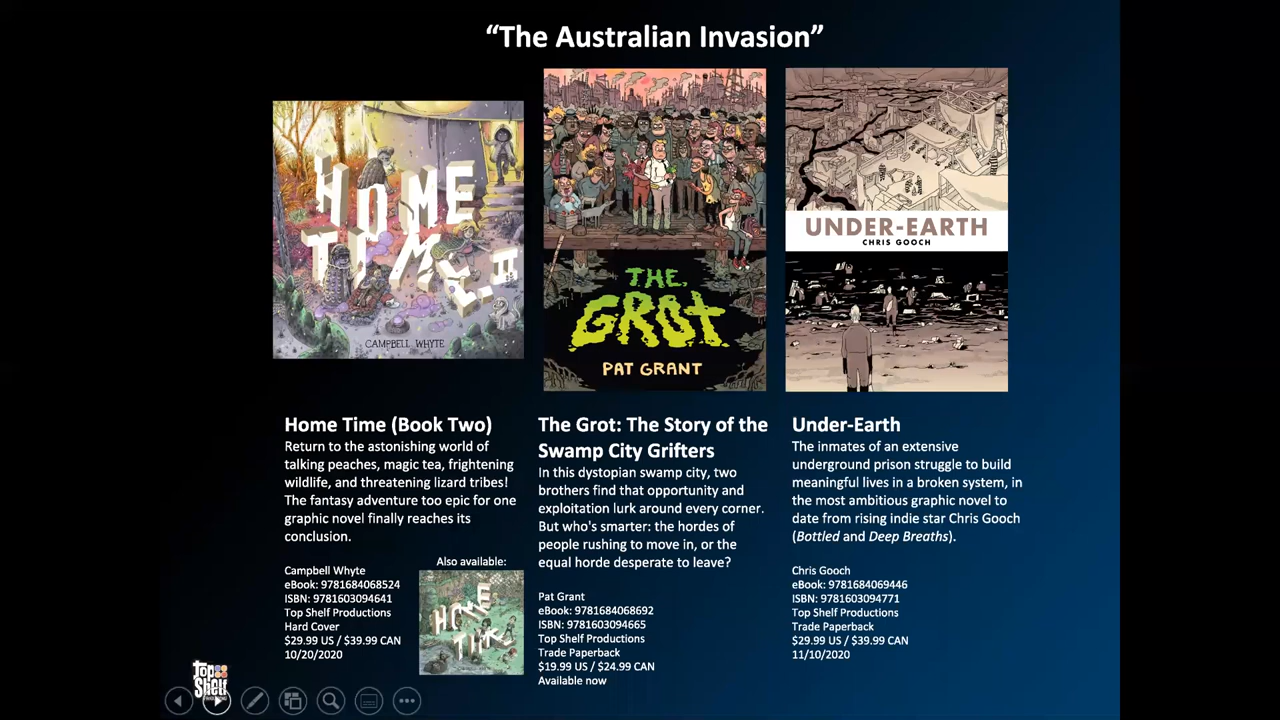 “The Australian Invasion”
HOME
TIME II
CAMPBELL WHYTE
THE
GROT
PAT GRANT
UNDER-EARTH
CHRIS GOOCH
Home Time (Book Two)
Return to the astonishing world of
talking peaches, magic tea, frightening
wildlife, and threatening lizard tribes!
The fantasy adventure too epic for one
graphic novel finally reaches its
conclusion.
Campbell Whyte
eBook: 9781684068524
ISBN: 9781603094641
Top Shelf Productions
Hard Cover
$29.99 US / $39.99 CAN
10/20/2020
Also available:
HOME
TIME
The Grot: The Story of the
Swamp City Grifters
In this dystopian swamp city, two
brothers find that opportunity and
exploitation lurk around every corner.
But who's smarter: the hordes of
people rushing to move in, or the
equal horde desperate to leave?
Pat Grant
eBook: 9781684068692
ISBN: 9781603094665
Top Shelf Productions
Trade Paperback
$19.99 US / $24.99 CAN
Available now
Under-Earth
The inmates of an extensive
underground prison struggle to build
meaningful lives in a broken system, in
the most ambitious graphic novel to
date from rising indie star Chris Gooch
(Bottled and Deep Breaths).
Chris Gooch
eBook: 9781684069446
ISBN: 9781603094771
Top Shelf Productions
Trade Paperback
$29.99 US / $39.99 CAN
11/10/2020
Top
Shelf